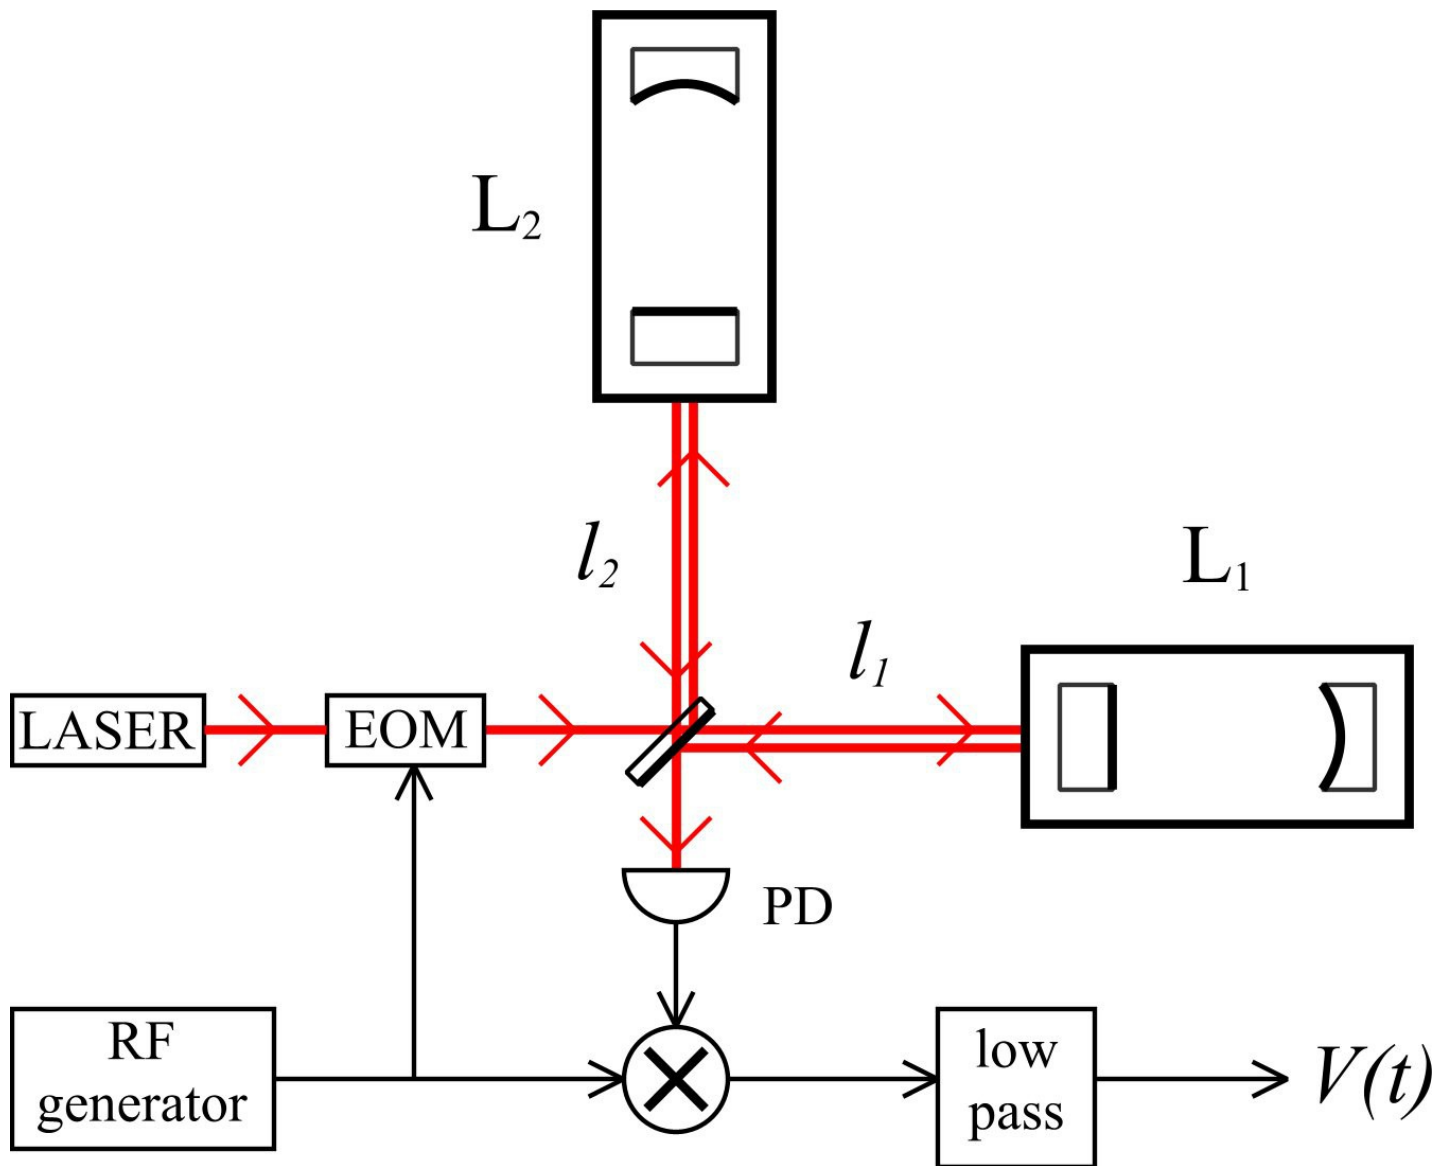 L₂
l₂
L₁
l₁
LASER
EOM
PD
RF
generator
low
pass
V(t)